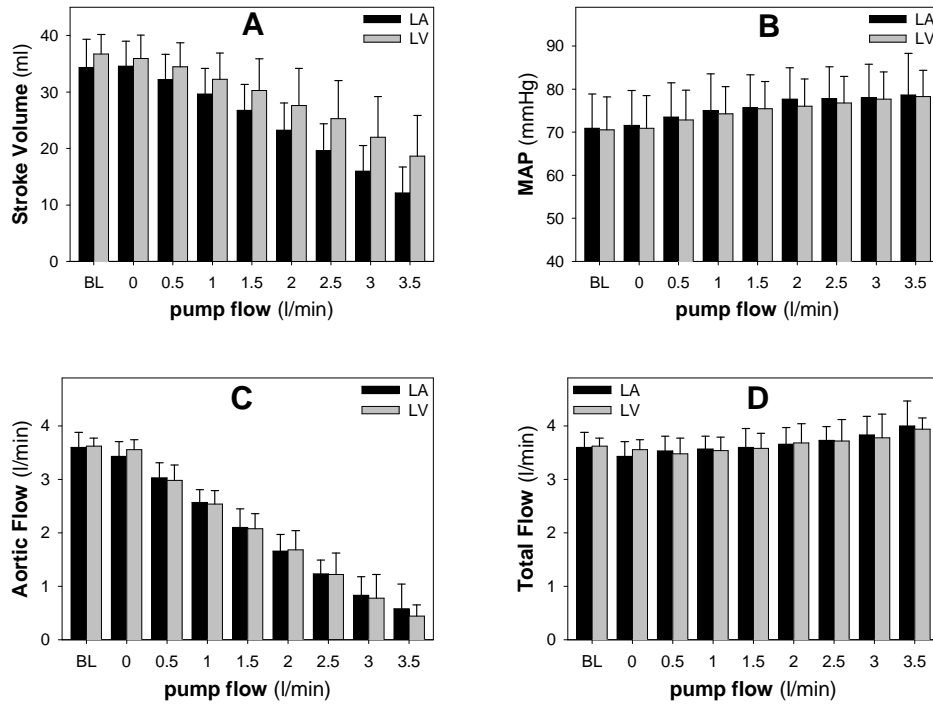 A
LA
LV
Stroke Volume (ml)
40
30
20
10
0
BL 0 0.5 1 1.5 2 2.5 3 3.5
pump flow (l/min)
B
LA
LV
MAP (mmHg)
90
80
70
60
50
40
BL 0 0.5 1 1.5 2 2.5 3 3.5
pump flow (l/min)
C
LA
LV
Aortic Flow (l/min)
4
3
2
1
0
BL 0 0.5 1 1.5 2 2.5 3 3.5
pump flow (l/min)
LA
LV
D
Total Flow (l/min)
4
3
2
1
0
BL 0 0.5 1 1.5 2 2.5 3 3.5
pump flow (l/min)